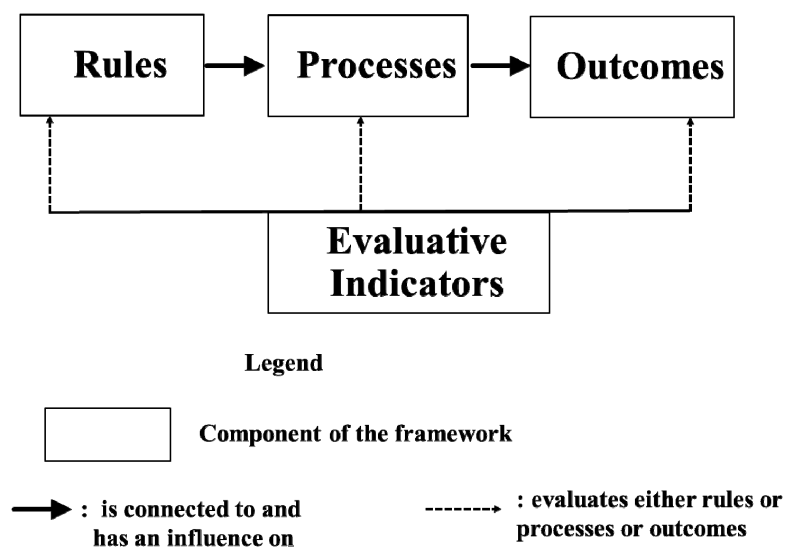 Rules
Processes
Outcomes
Evaluative
Indicators
Legend
Component of the framework
: is connected to and
has an influence on
: evaluates either rules or
processes or outcomes